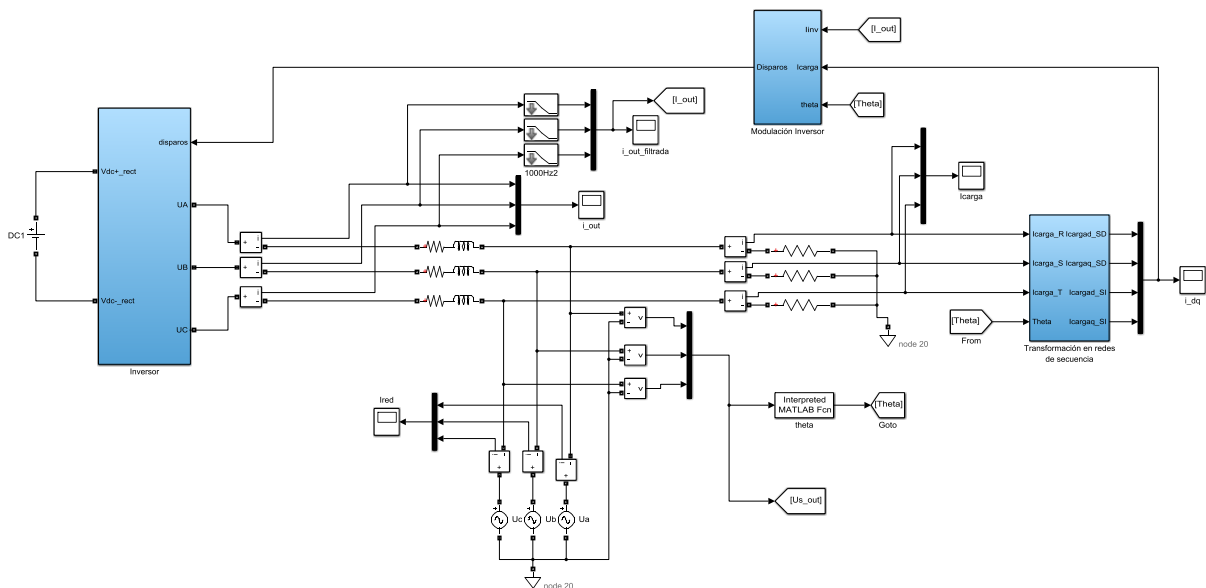 Iinv
[I_out]
Disparos
Icarga
theta
[Theta]
Modulación Inversor
[I_out]
i_out_filtrada
1000Hz2
disparos
Vdc+_rect
UA
DC1
UB
Vdc-_rect
UC
Inversor
+
-
i
+
-
i
+
-
i
i_out
Icarga
+
-
i
+
-
i
+
-
i
Icarga_R
Icargad_SD
Icarga_S
Icargaq_SD
Icarga_T
Icargad_SI
Theta
Icargaq_SI
Transformación en redes
de secuencia
i_dq
[Theta]
From
node 20
+
-
v
+
-
v
+
-
v
Interpreted
MATLAB Fcn
theta
[Theta]
Goto
[Us_out]
Ired
-
i
+
-
i
+
-
i
+
Uc
Ub
Ua
node 20